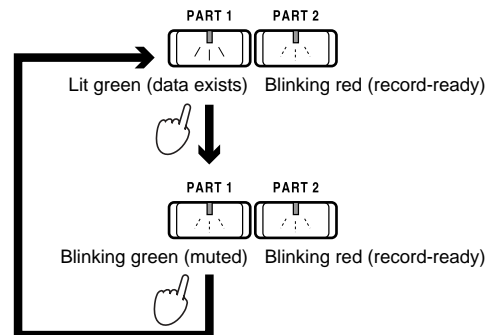 PART 1 PART 2
Lit green (data exists) Blinking red (record-ready)
PART 1 PART 2
Blinking green (muted) Blinking red (record-ready)